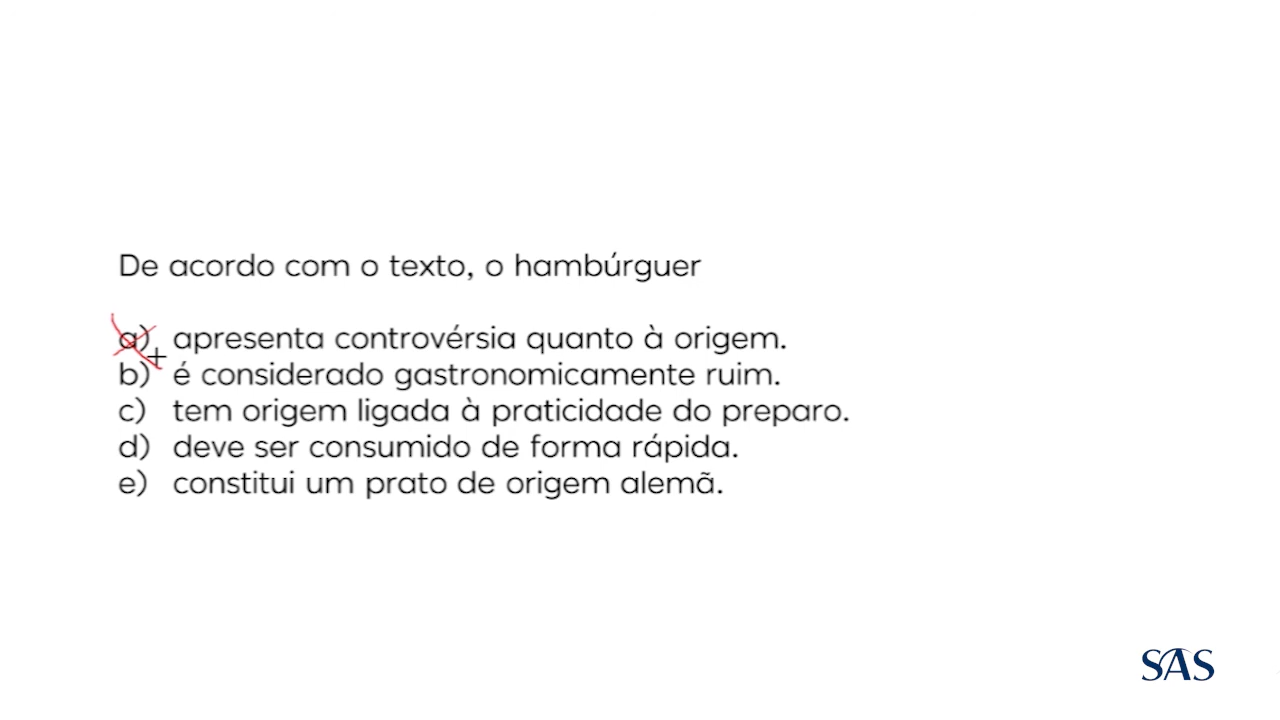 De acordo com o texto, o hambúrguer
a) apresenta controvérsia quanto à origem.
b) é considerado gastronomicamente ruim.
c) tem origem ligada à praticidade do preparo.
d) deve ser consumido de forma rápida.
e) constitui um prato de origem alemã.
SAS